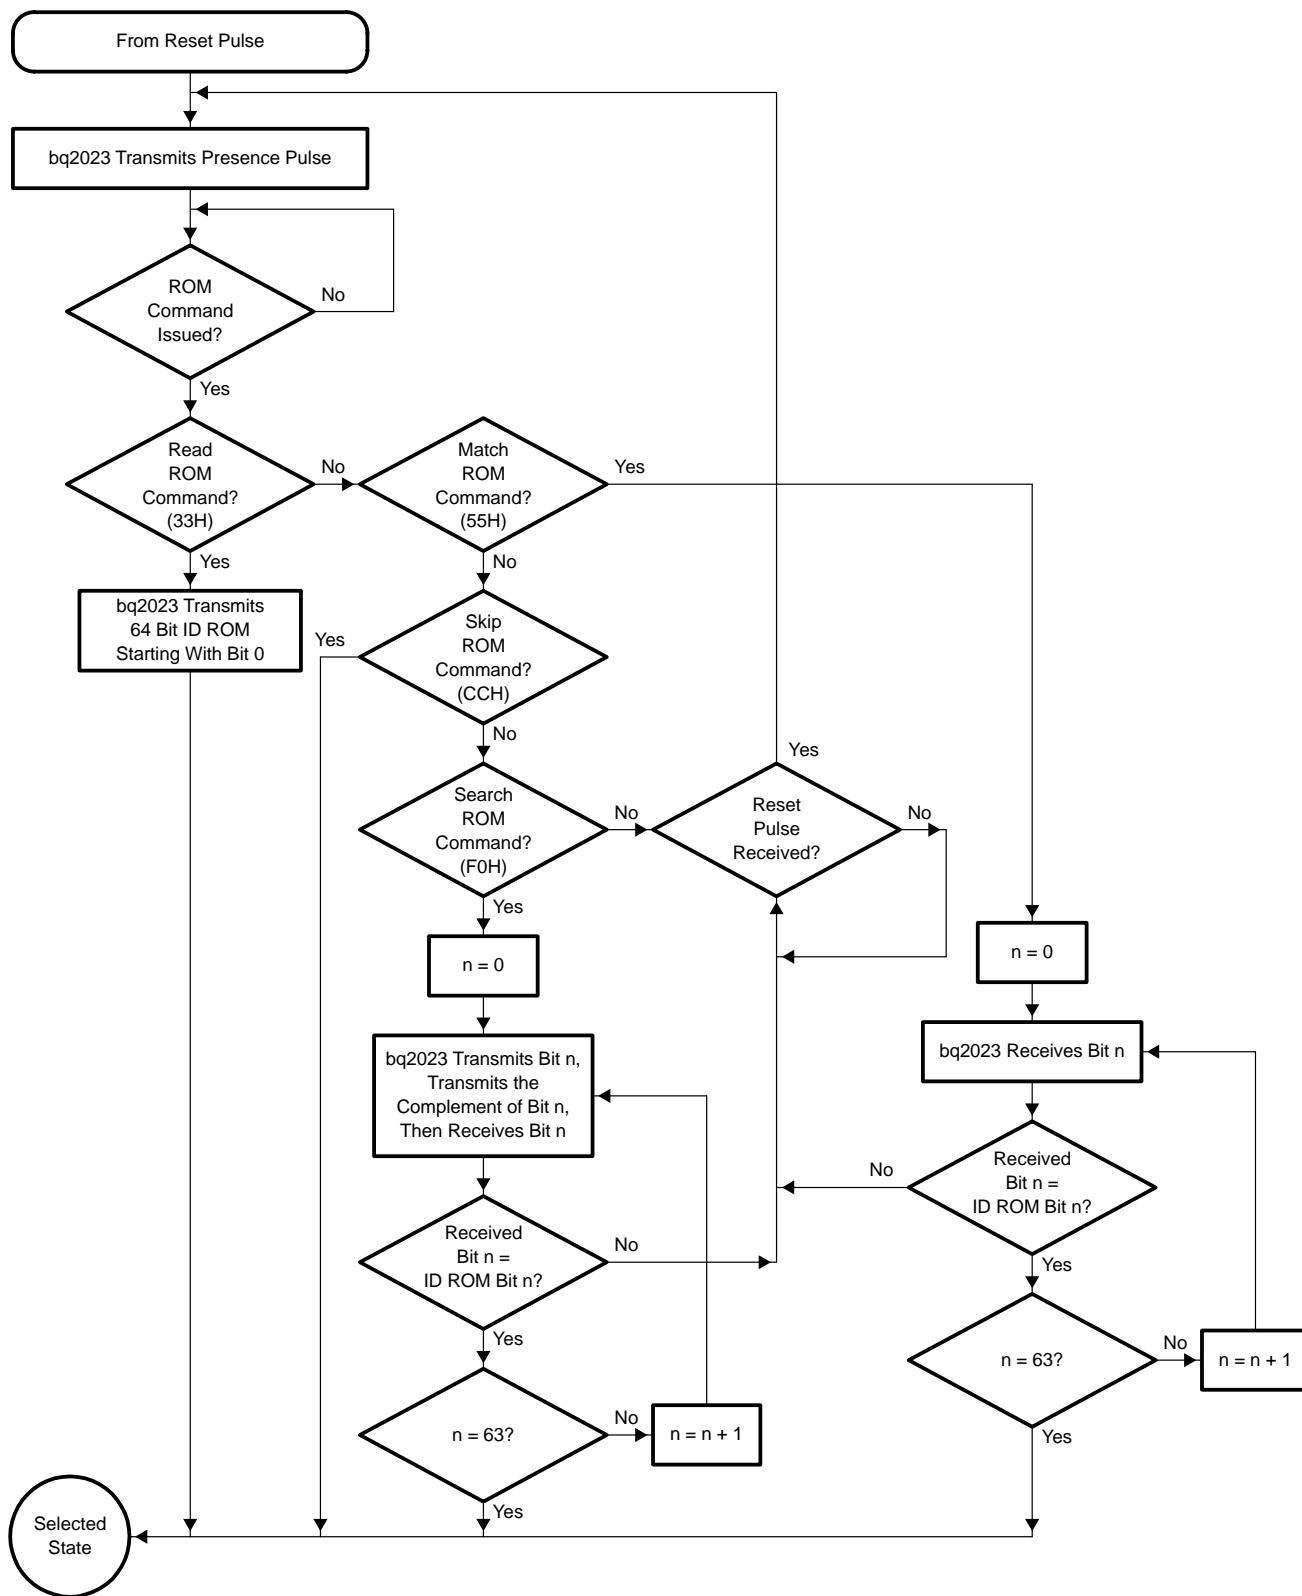 From Reset Pulse
bq2023 Transmits Presence Pulse
ROM
Command
Issued?
No
Yes
Read
ROM
Command?
(33H)
No
Match
ROM
Command?
(55H)
Yes
Yes
No
bq2023 Transmits
64 Bit ID ROM
Starting With Bit 0
Yes
Skip
ROM
Command?
(CCH)
No
Yes
Search
ROM
Command?
(F0H)
No
Reset
Pulse
Received?
No
Yes
n = 0
n = 0
bq2023 Transmits Bit n,
Transmits the
Complement of Bit n,
Then Receives Bit n
bq2023 Receives Bit n
No
Received
Bit n =
ID ROM Bit n?
Received
Bit n =
ID ROM Bit n?
No
Yes
Yes
n = 63?
No
n = n + 1
n = 63?
No
n = n + 1
Yes
Yes
Selected
State